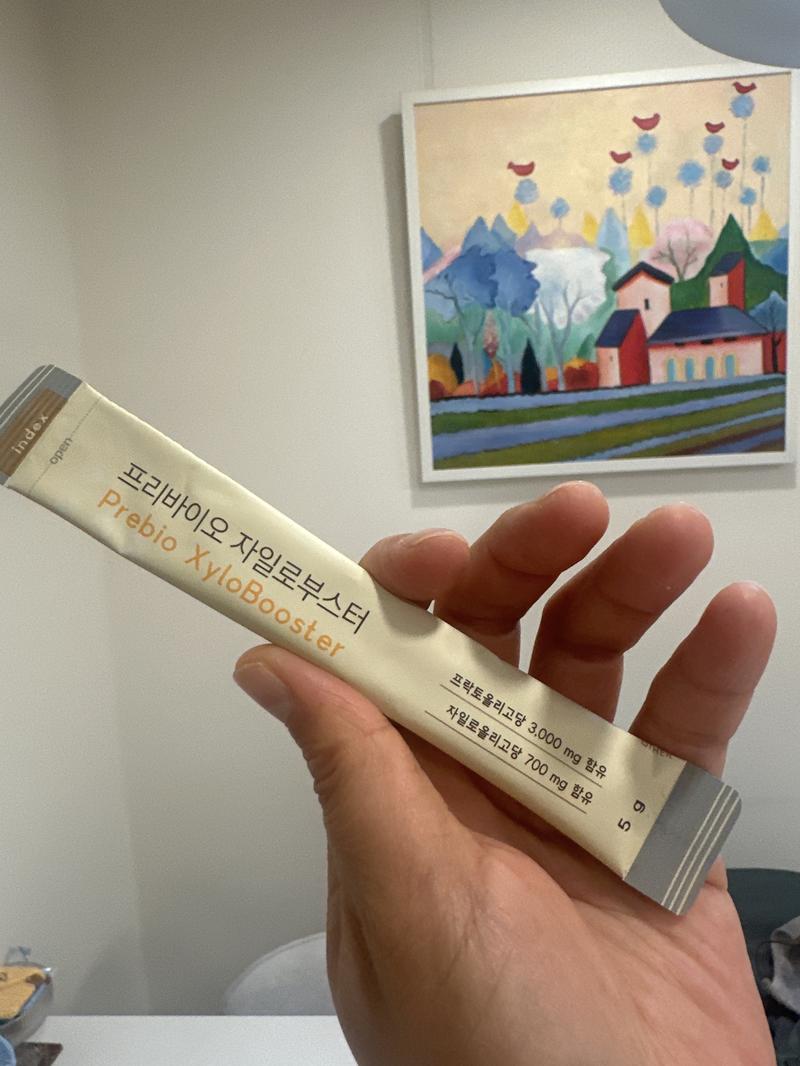 index
open
프리바이오 자일로부스터
Prebio XyloBooster
프락토올리고당 3,000 mg 함유
자일로올리고당 700 mg 함유
5 g